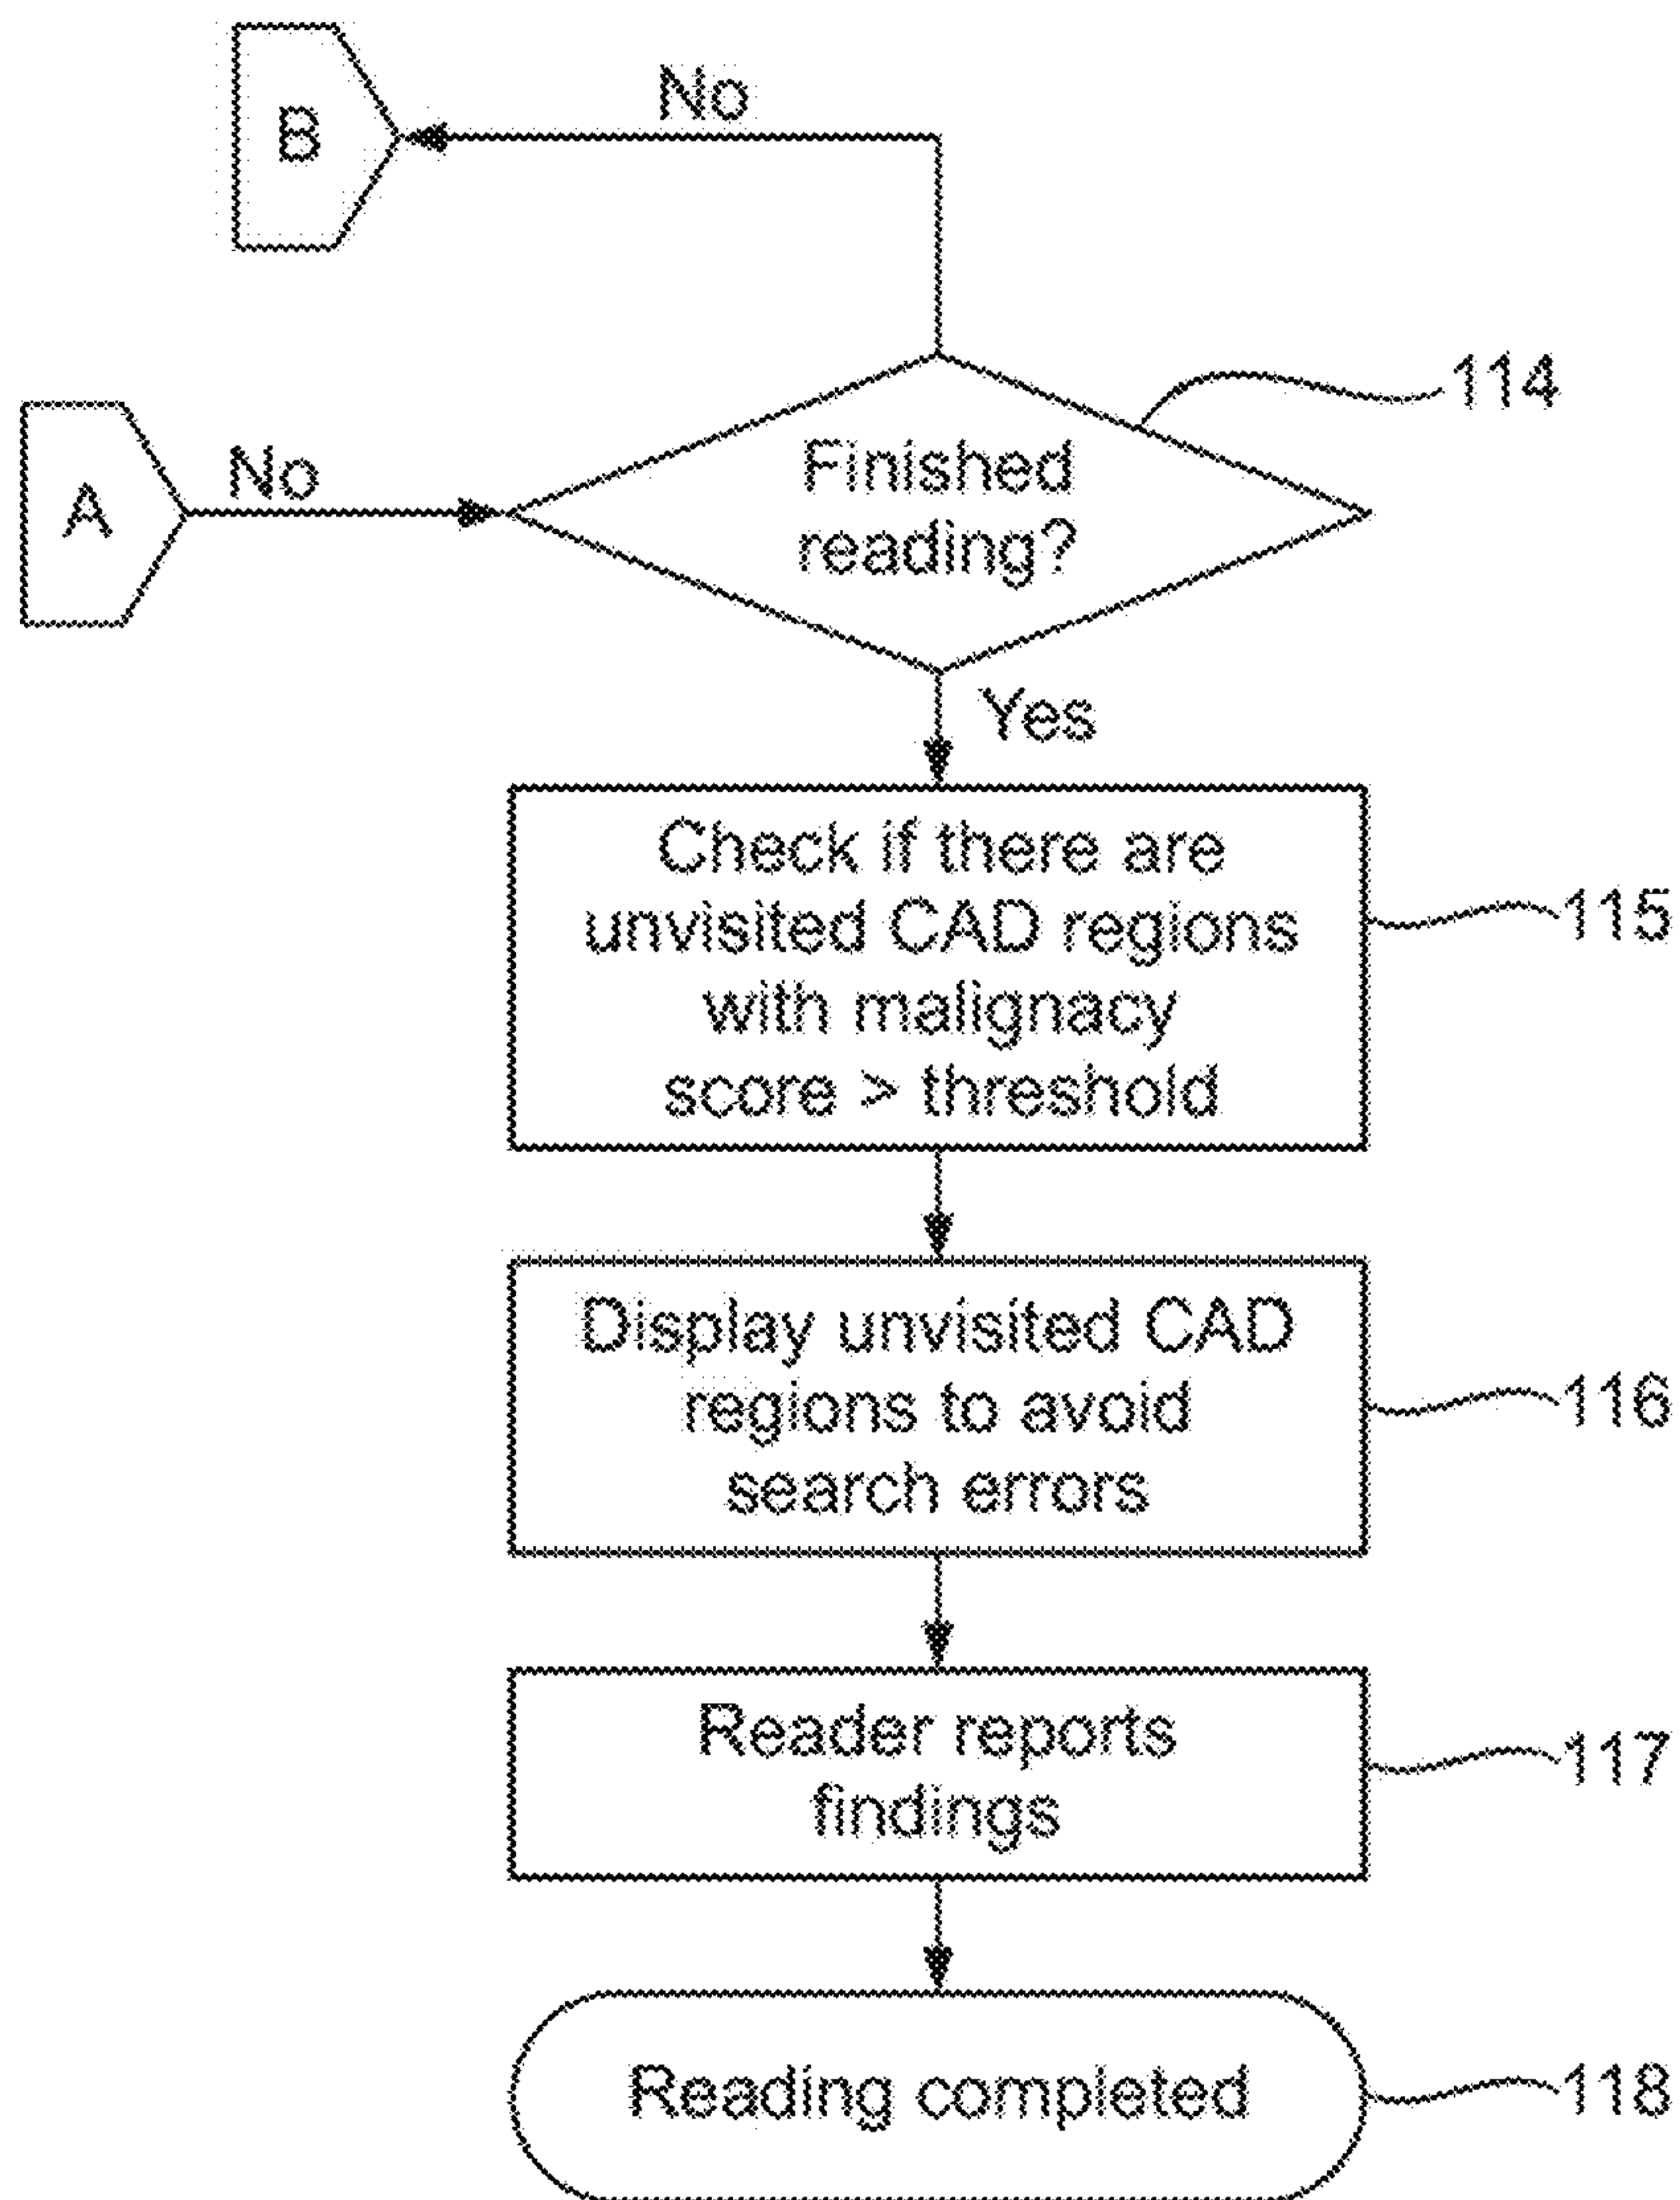 B
No
114
A
No
Finished
reading?
Yes
Check if there are
unvisited CAD regions
with malignacy
score > threshold
115
Display unvisited CAD
regions to avoid
search errors
116
Reader reports
findings
117
Reading completed
118